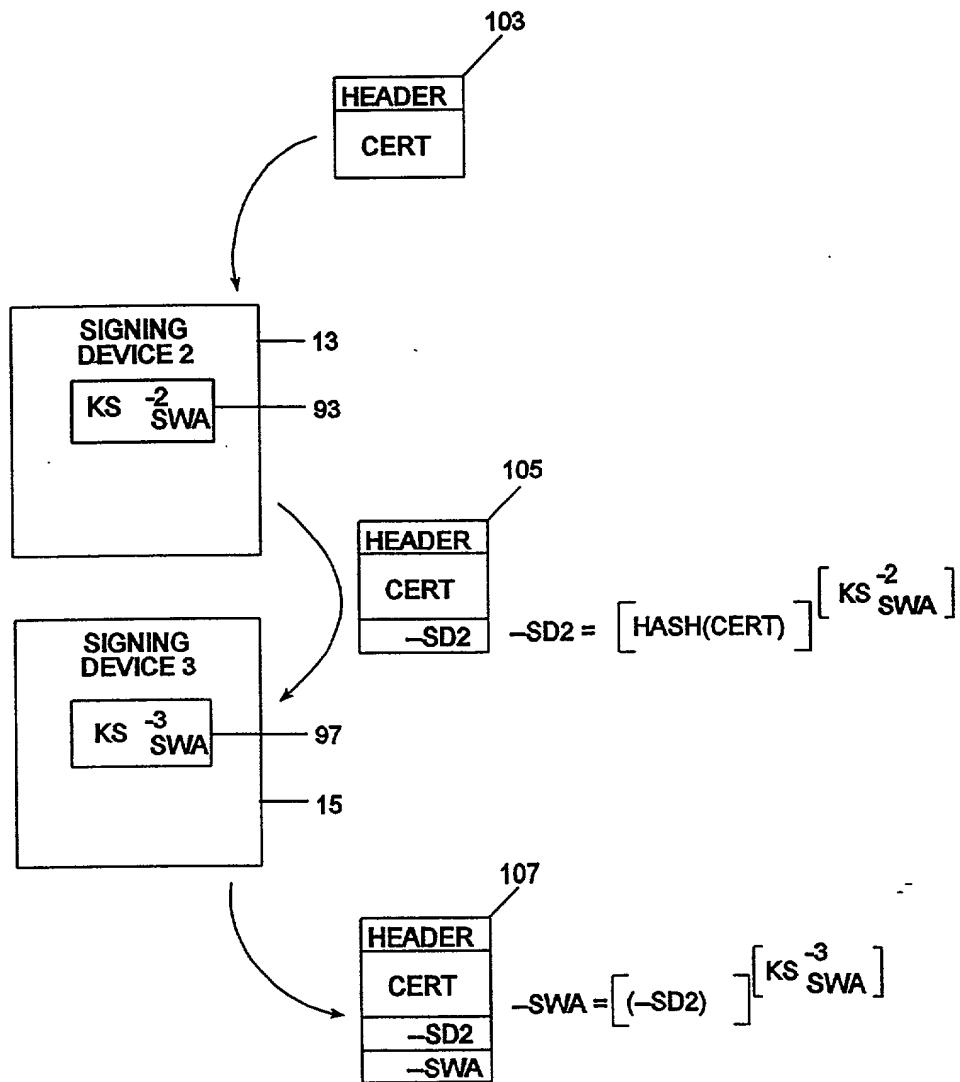 103
HEADER
CERT
SIGNING
DEVICE 2
13
KS -2 SWA
93
105
HEADER
CERT
–SD2
–SD2 = [HASH(CERT)] [KS -2 SWA]
SIGNING
DEVICE 3
KS -3 SWA
97
15
107
HEADER
CERT
–SD2
–SWA
–SWA = [(–SD2)] [KS -3 SWA]